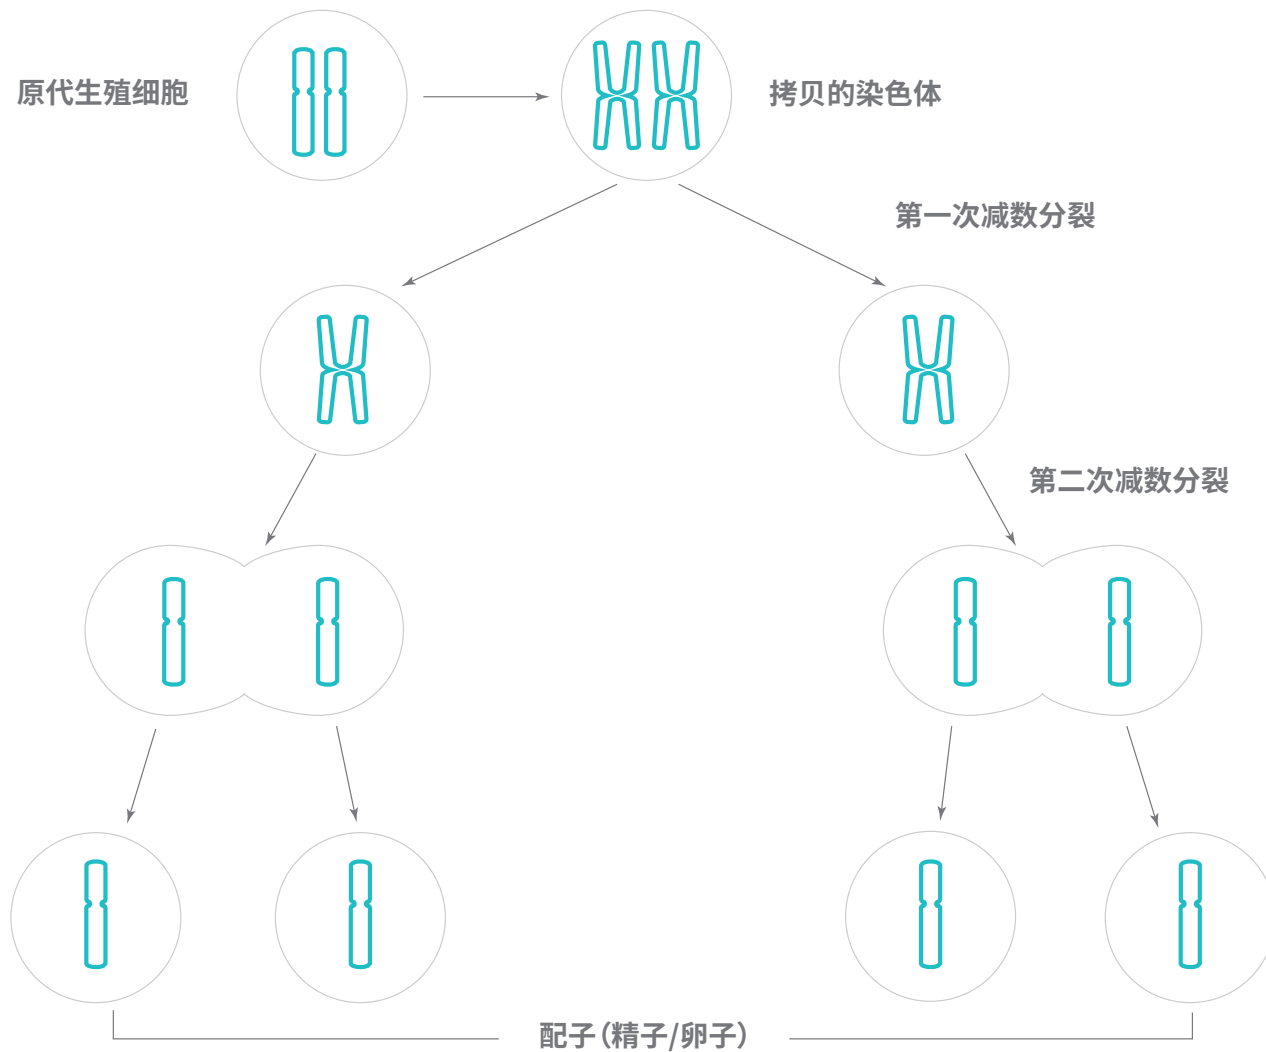 原代生殖细胞
拷贝的染色体
第一次减数分裂
第二次减数分裂
配子（精子/卵子）